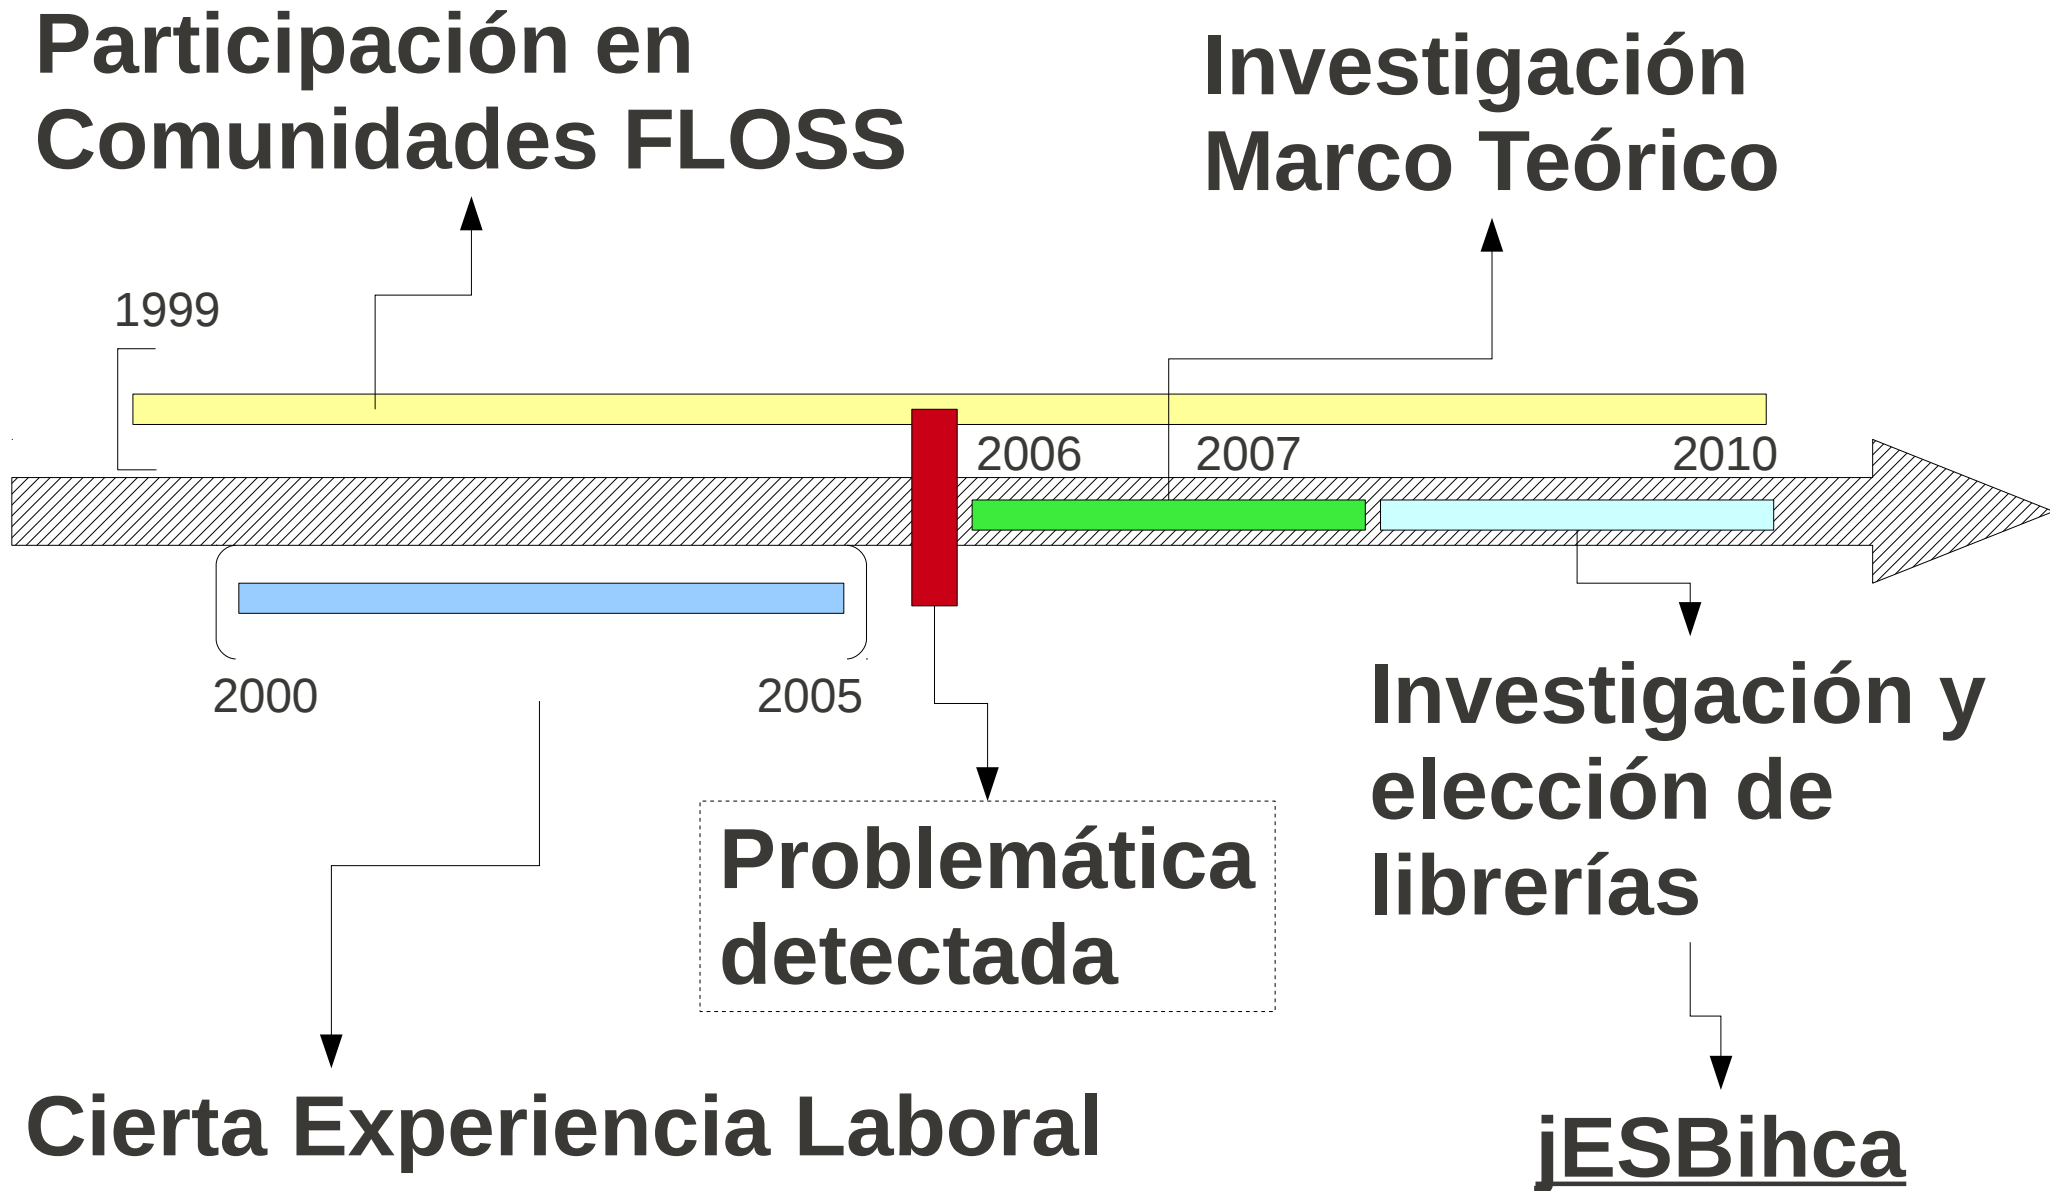 Participación en
Comunidades FLOSS
Investigación
Marco Teórico
1999
2006 2007 2010
2000 2005
Investigación y
elección de
librerías
Problemática
detectada
Cierta Experiencia Laboral
jESBihca